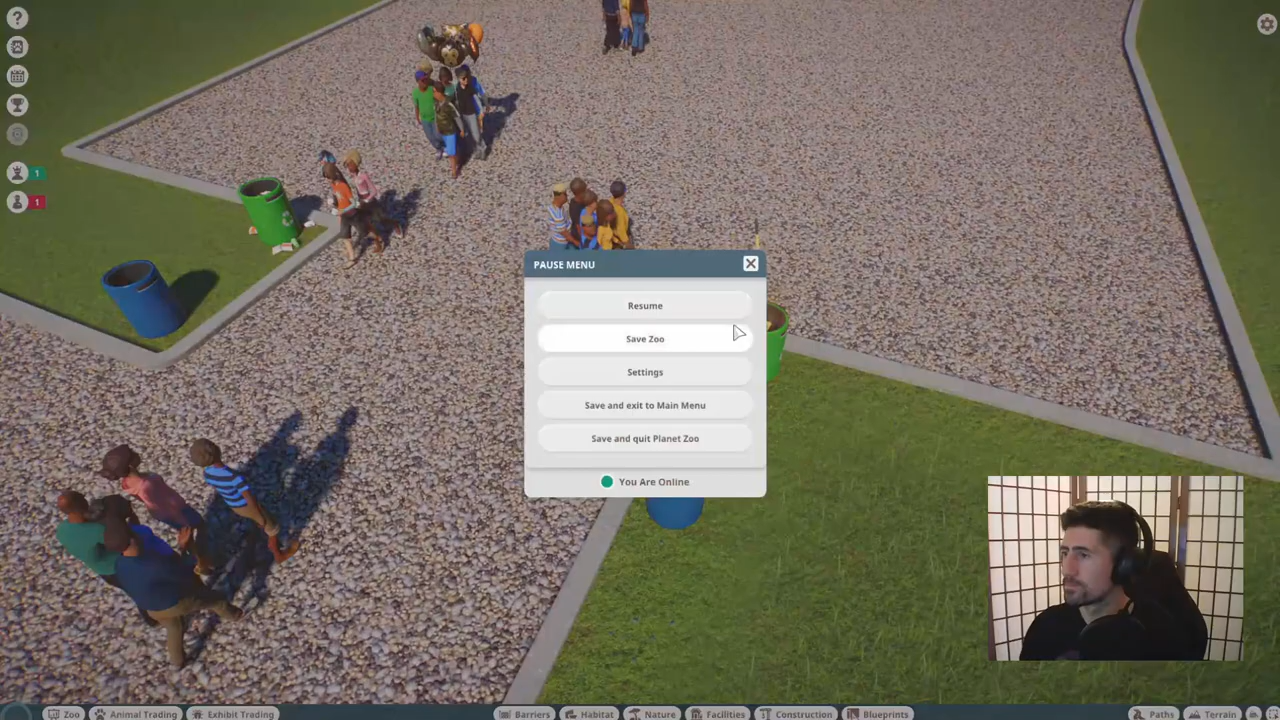 ?
1
1
PAUSE MENU
Resume
Save Zoo
Settings
Save and exit to Main Menu
Save and quit Planet Zoo
You Are Online
Zoo
Animal Trading
Exhibit Trading
Barriers
Habitat
Nature
Facilities
Construction
Blueprints
Paths
Terrain